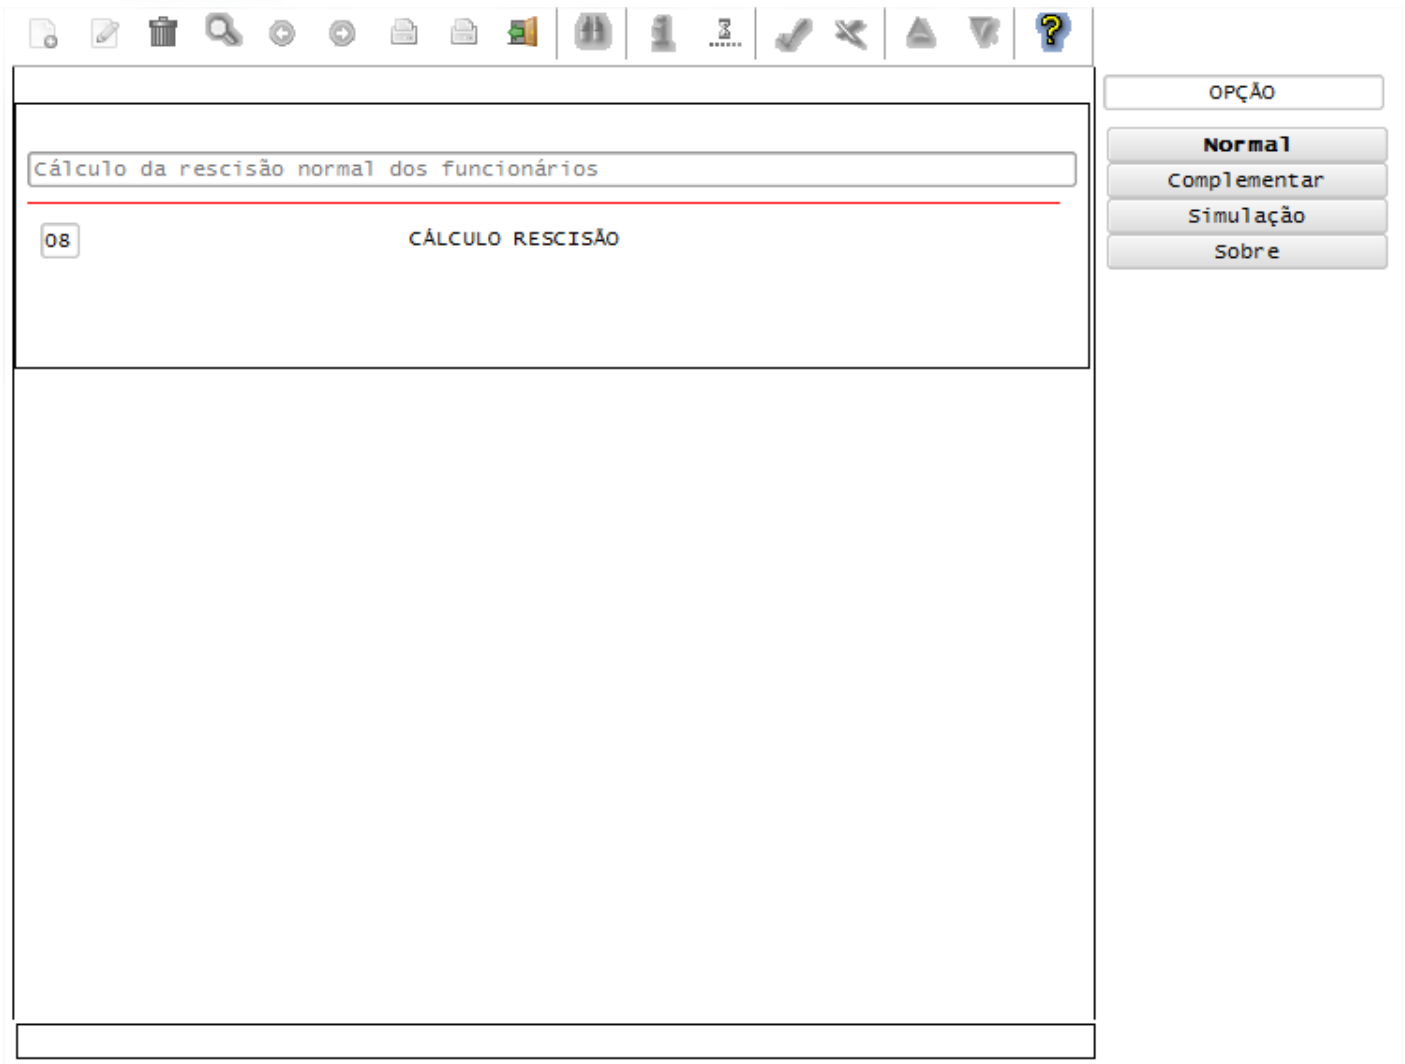 OPÇÃO
Cálculo da rescisão normal dos funcionários
08 CÁLCULO RESCISÃO
Normal
Complementar
Simulação
Sobre